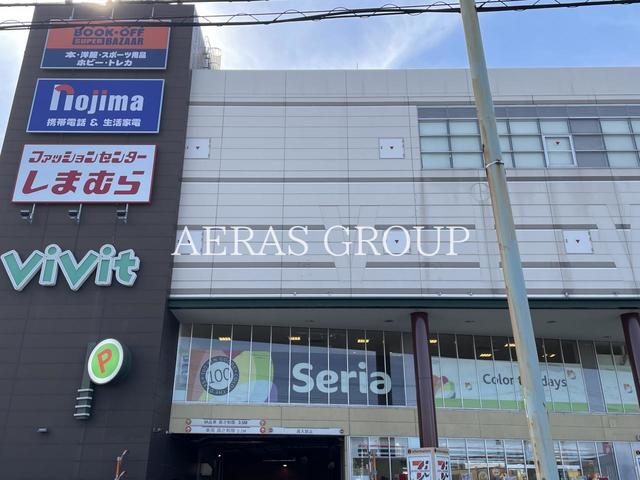 BOOK-OFF
SUPER BAZAAR
本・洋服・スポーツ用品
ホビー・トレカ
nojima
携帯電話 & 生活家電
ファッションセンター
しまむら
AERAS GROUP
vivit
P
100
Seria
Color the days